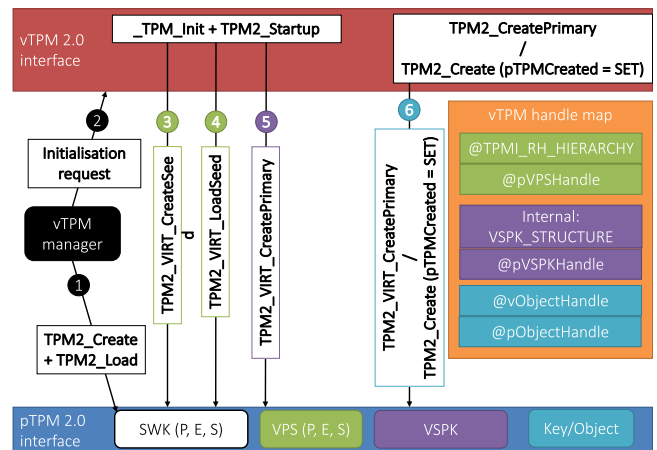 vTPM 2.0
interface
_TPM_Init + TPM2_Startup
TPM2_CreatePrimary
/
TPM2_Create (pTPMCreated = SET)
2
3
4
5
6
Initialisation
request
vTPM
manager
1
TPM2_Create
+ TPM2_Load
TPM2_VIRT_CreateSee
d
TPM2_VIRT_LoadSeed
TPM2_VIRT_CreatePrimary
TPM2_VIRT_CreatePrimary
/
TPM2_Create (pTPMCreated = SET)
vTPM handle map
@TPMI_RH_HIERARCHY
@pVPSHandle
Internal:
VSPK_STRUCTURE
@pVSPKHandle
@vObjectHandle
@pObjectHandle
pTPM 2.0
interface
SWK (P, E, S)
VPS (P, E, S)
VSPK
Key/Object